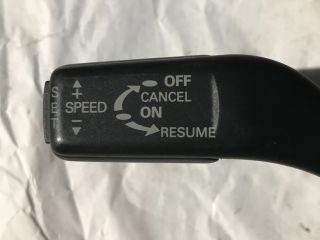 SET
+
SPEED
−
OFF
CANCEL
ON
RESUME